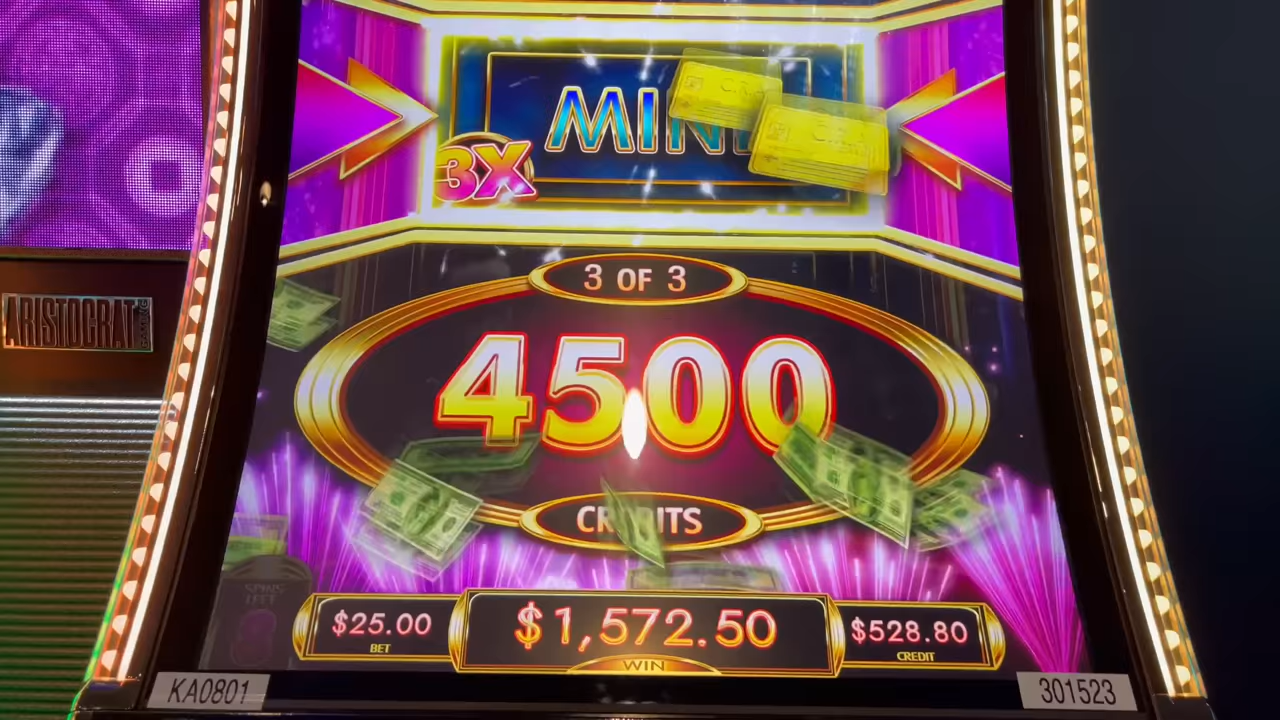 MINI
3X
3 OF 3
4500
CREDITS
ARISTOCRAT
$25.00
BET
$1,572.50
WIN
$528.80
CREDIT
KA0801
301523